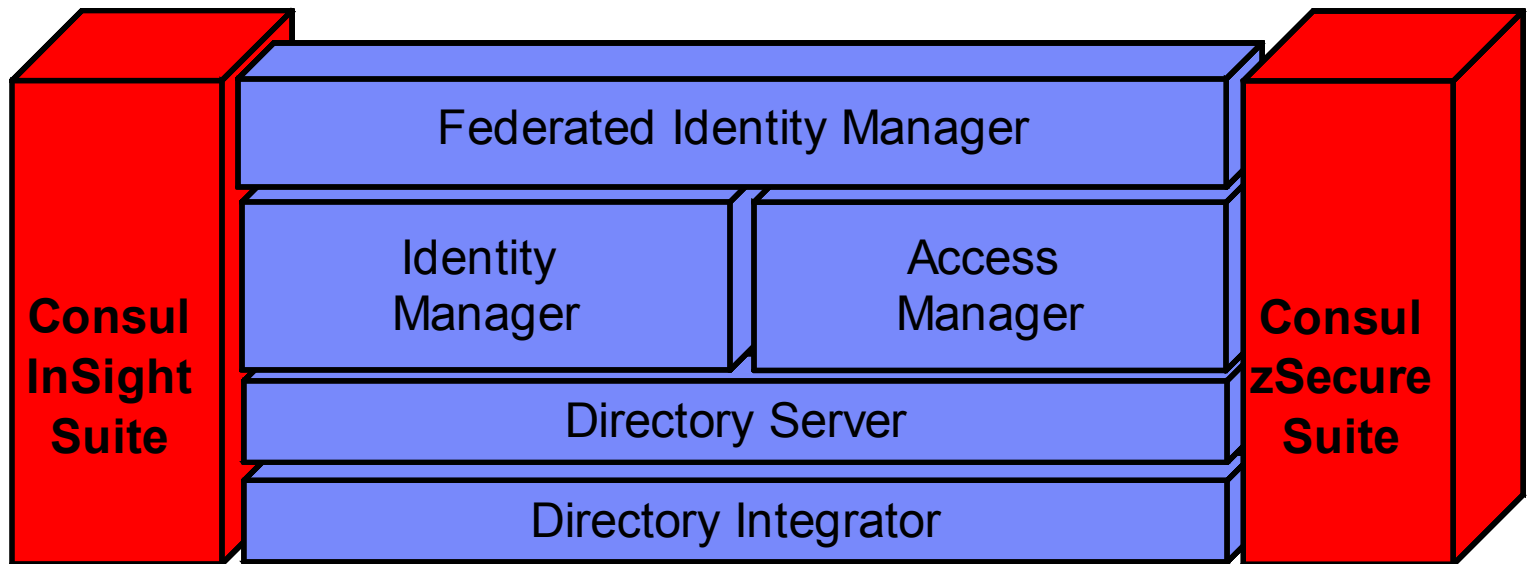 Federated Identity Manager
Identity
Manager
Access
Manager
Consul
InSight
Suite
Consul
zSecure
Suite
Directory Server
Directory Integrator